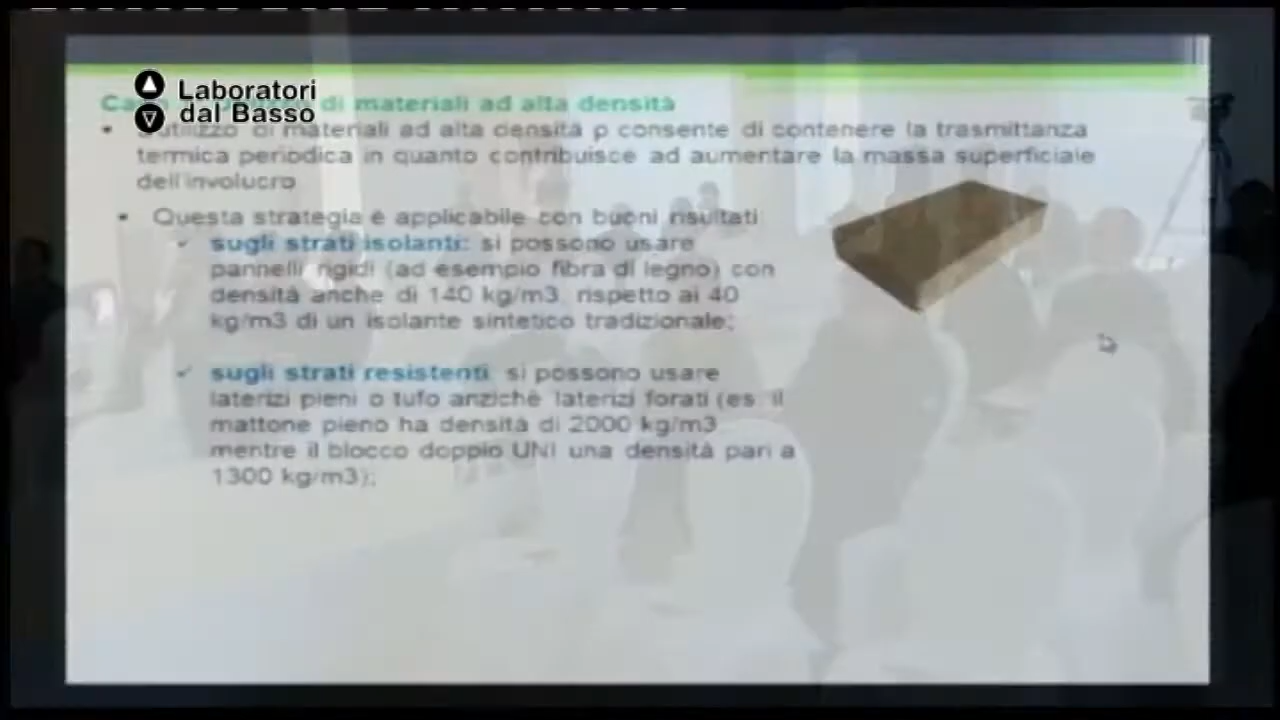 Laboratori
dal Basso
di materiali ad alta densità
utilizzo di materiali ad alta densità ρ consente di contenere la trasmittanza
termica periodica in quanto contribuisce ad aumentare la massa superficiale
dell'involucro
Questa strategia è applicabile con buoni risultati
sugli strati isolanti: si possono usare
pannelli rigidi (ad esempio fibra di legno) con
densità anche di 140 kg/m3, rispetto ai 40
kg/m3 di un isolante sintetico tradizionale;
sugli strati resistenti: si possono usare
laterizi pieni o tufo anziché laterizi forati (es. il
mattone pieno ha densità di 2000 kg/m3
mentre il blocco doppio UNI una densità pari a
1300 kg/m3);